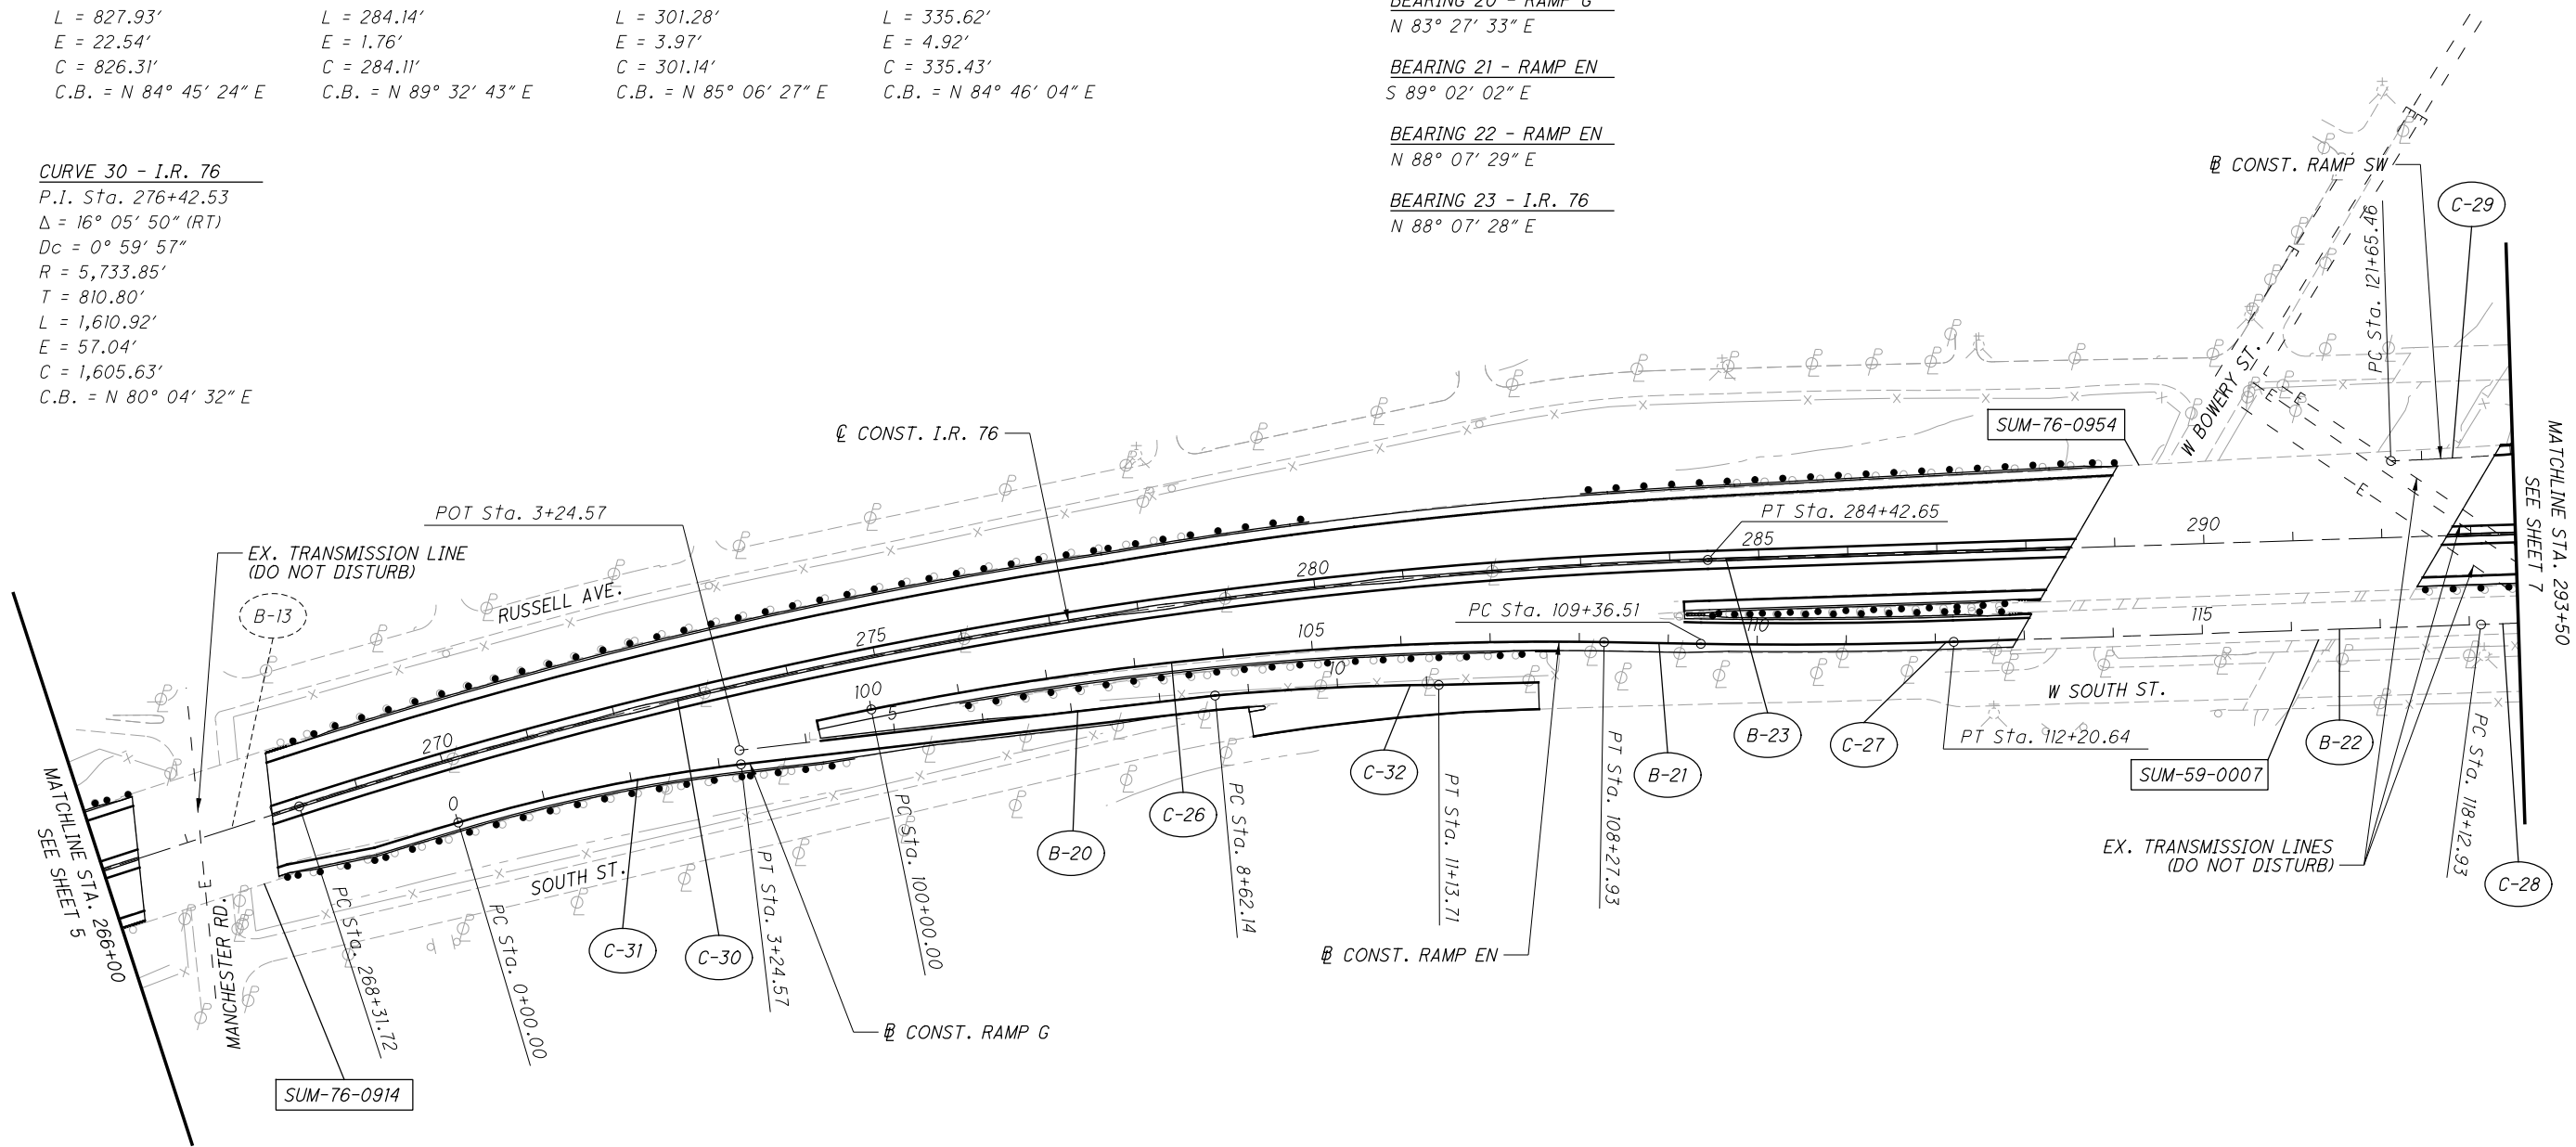 L = 827.93'
E = 22.54'
C = 826.31'
C.B. = N 84° 45' 24" E
L = 284.14'
E = 1.76'
C = 284.11'
C.B. = N 89° 32' 43" E
L = 301.28'
E = 3.97'
C = 301.14'
C.B. = N 85° 06' 27" E
L = 335.62'
E = 4.92'
C = 335.43'
C.B. = N 84° 46' 04" E
BEARING 20 - RAMP G
N 83° 27' 33" E
BEARING 21 - RAMP EN
S 89° 02' 02" E
BEARING 22 - RAMP EN
N 88° 07' 29" E
BEARING 23 - I.R. 76
N 88° 07' 28" E
CURVE 30 - I.R. 76
P.I. Sta. 276+42.53
Δ = 16° 05' 50" (RT)
Dc = 0° 59' 57"
R = 5,733.85'
T = 810.80'
L = 1,610.92'
E = 57.04'
C = 1,605.63'
C.B. = N 80° 04' 32" E
℄ CONST. RAMP SW
C-29
PC Sta. 121+65.46
W BOWERY ST.
SUM-76-0954
MATCHLINE STA. 293+50
SEE SHEET 7
℄ CONST. I.R. 76
POT Sta. 3+24.57
PT Sta. 284+42.65
EX. TRANSMISSION LINE
(DO NOT DISTURB)
B-13
RUSSELL AVE.
270
275
280
285
290
PC Sta. 109+36.51
100
105
110
115
0
5
10
W SOUTH ST.
PT Sta. 112+20.64
B-23
C-27
B-21
B-22
SUM-59-0007
C-32
C-26
B-20
C-31
C-30
C-28
EX. TRANSMISSION LINES
(DO NOT DISTURB)
MATCHLINE STA. 266+00
SEE SHEET 5
MANCHESTER RD.
SOUTH ST.
PC Sta. 268+31.72
PC Sta. 0+00.00
PT Sta. 3+24.57
PC Sta. 100+00.00
PC Sta. 8+62.14
PT Sta. 11+13.71
PT Sta. 108+27.93
PC Sta. 118+12.93
℄ CONST. RAMP EN
℄ CONST. RAMP G
SUM-76-0914
E
E
E
E
E
E
E